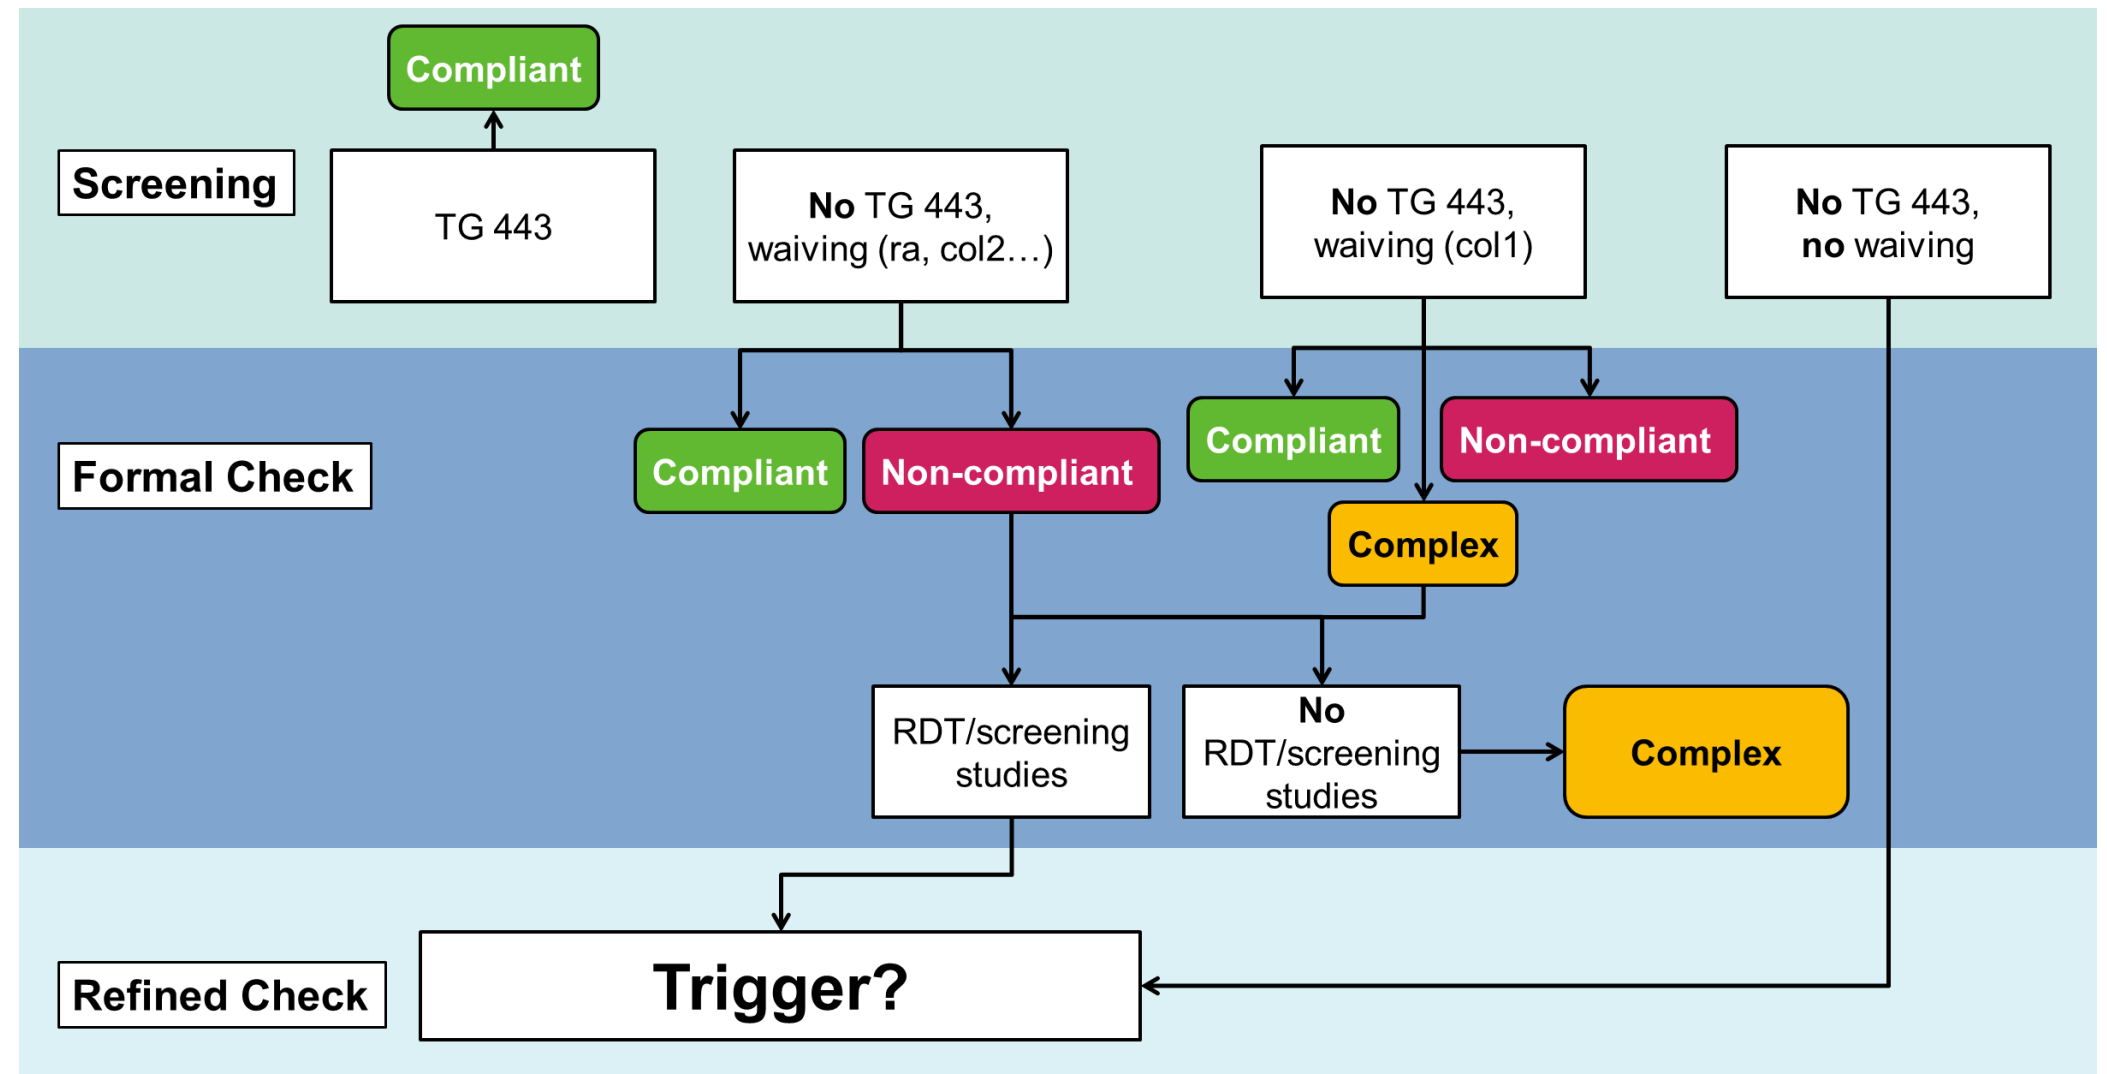 Compliant
Screening
TG 443
No TG 443,
waiving (ra, col2…)
No TG 443,
waiving (col1)
No TG 443,
no waiving
Formal Check
Compliant
Non-compliant
Compliant
Non-compliant
Complex
RDT/screening
studies
No
RDT/screening
studies
Complex
Refined Check
Trigger?